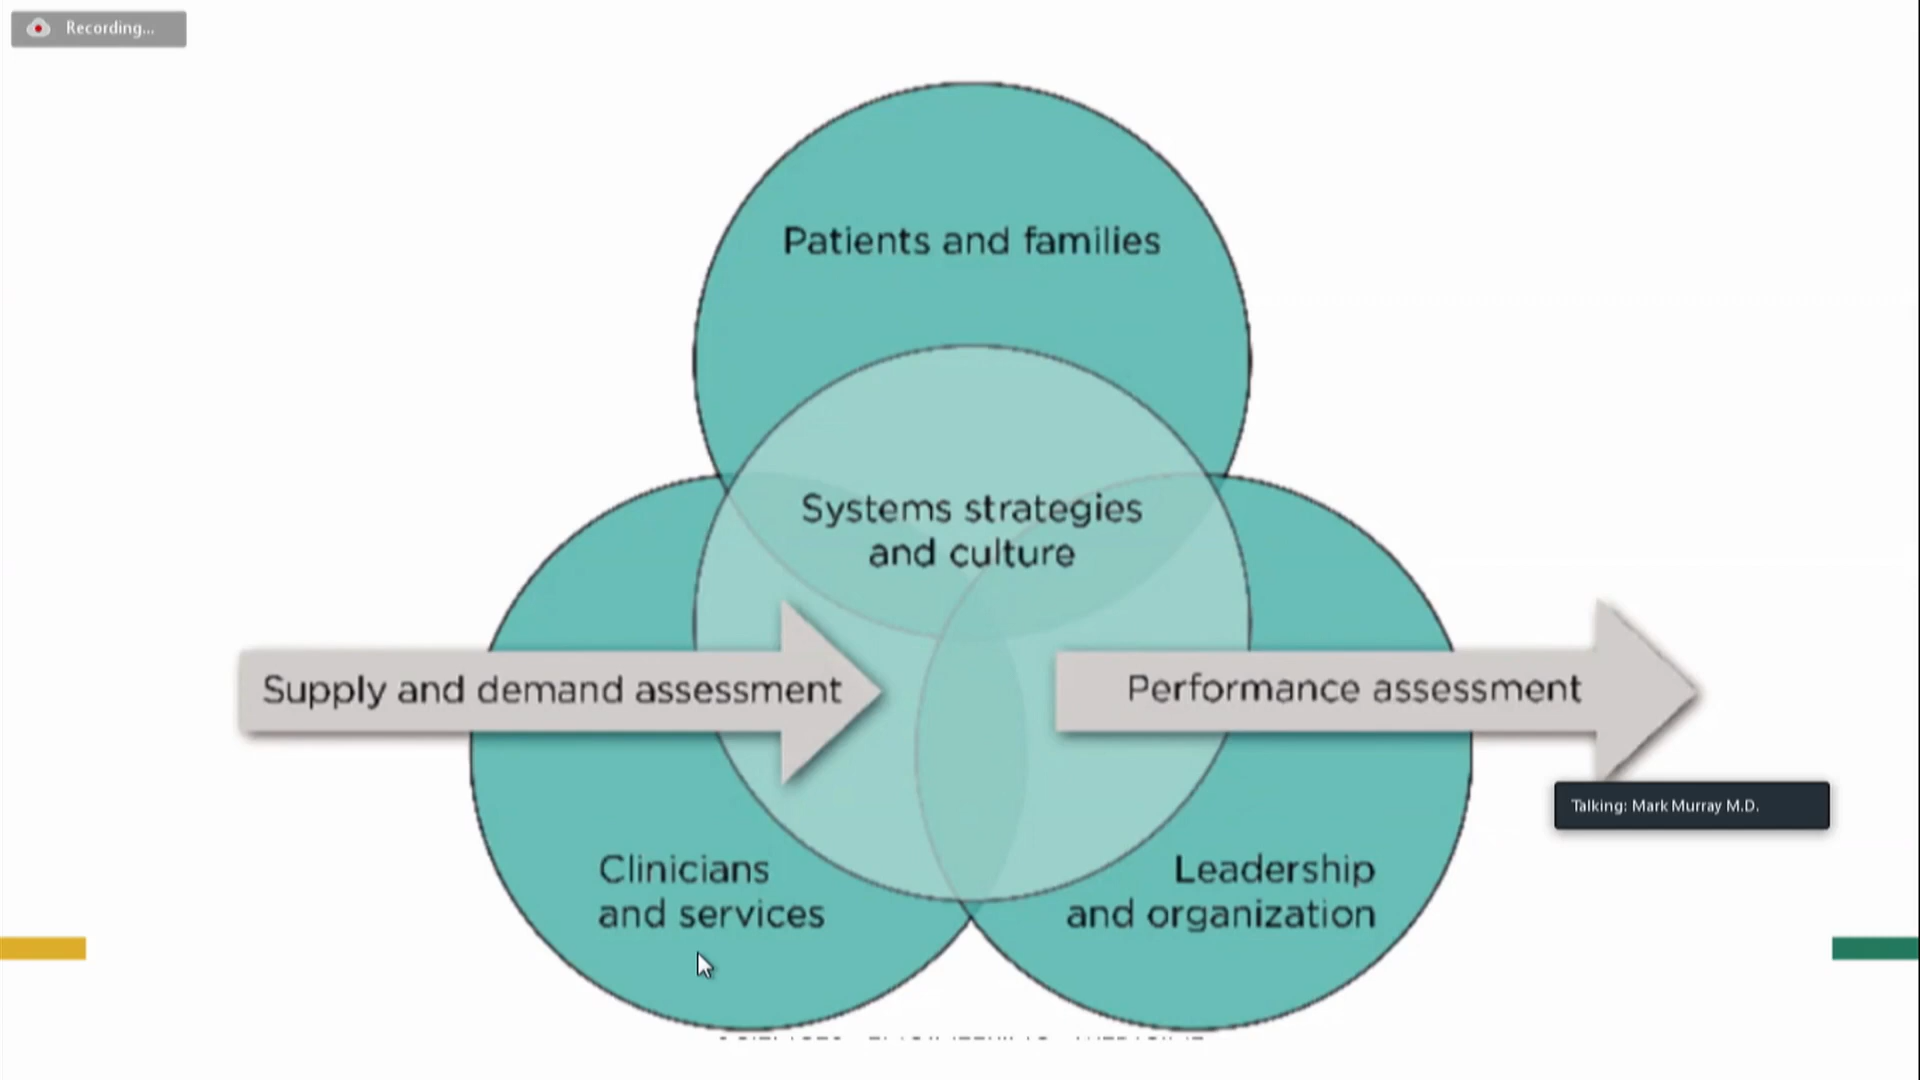 Recording...
Patients and families
Systems strategies
and culture
Supply and demand assessment
Performance assessment
Talking: Mark Murray M.D.
Clinicians
and services
Leadership
and organization